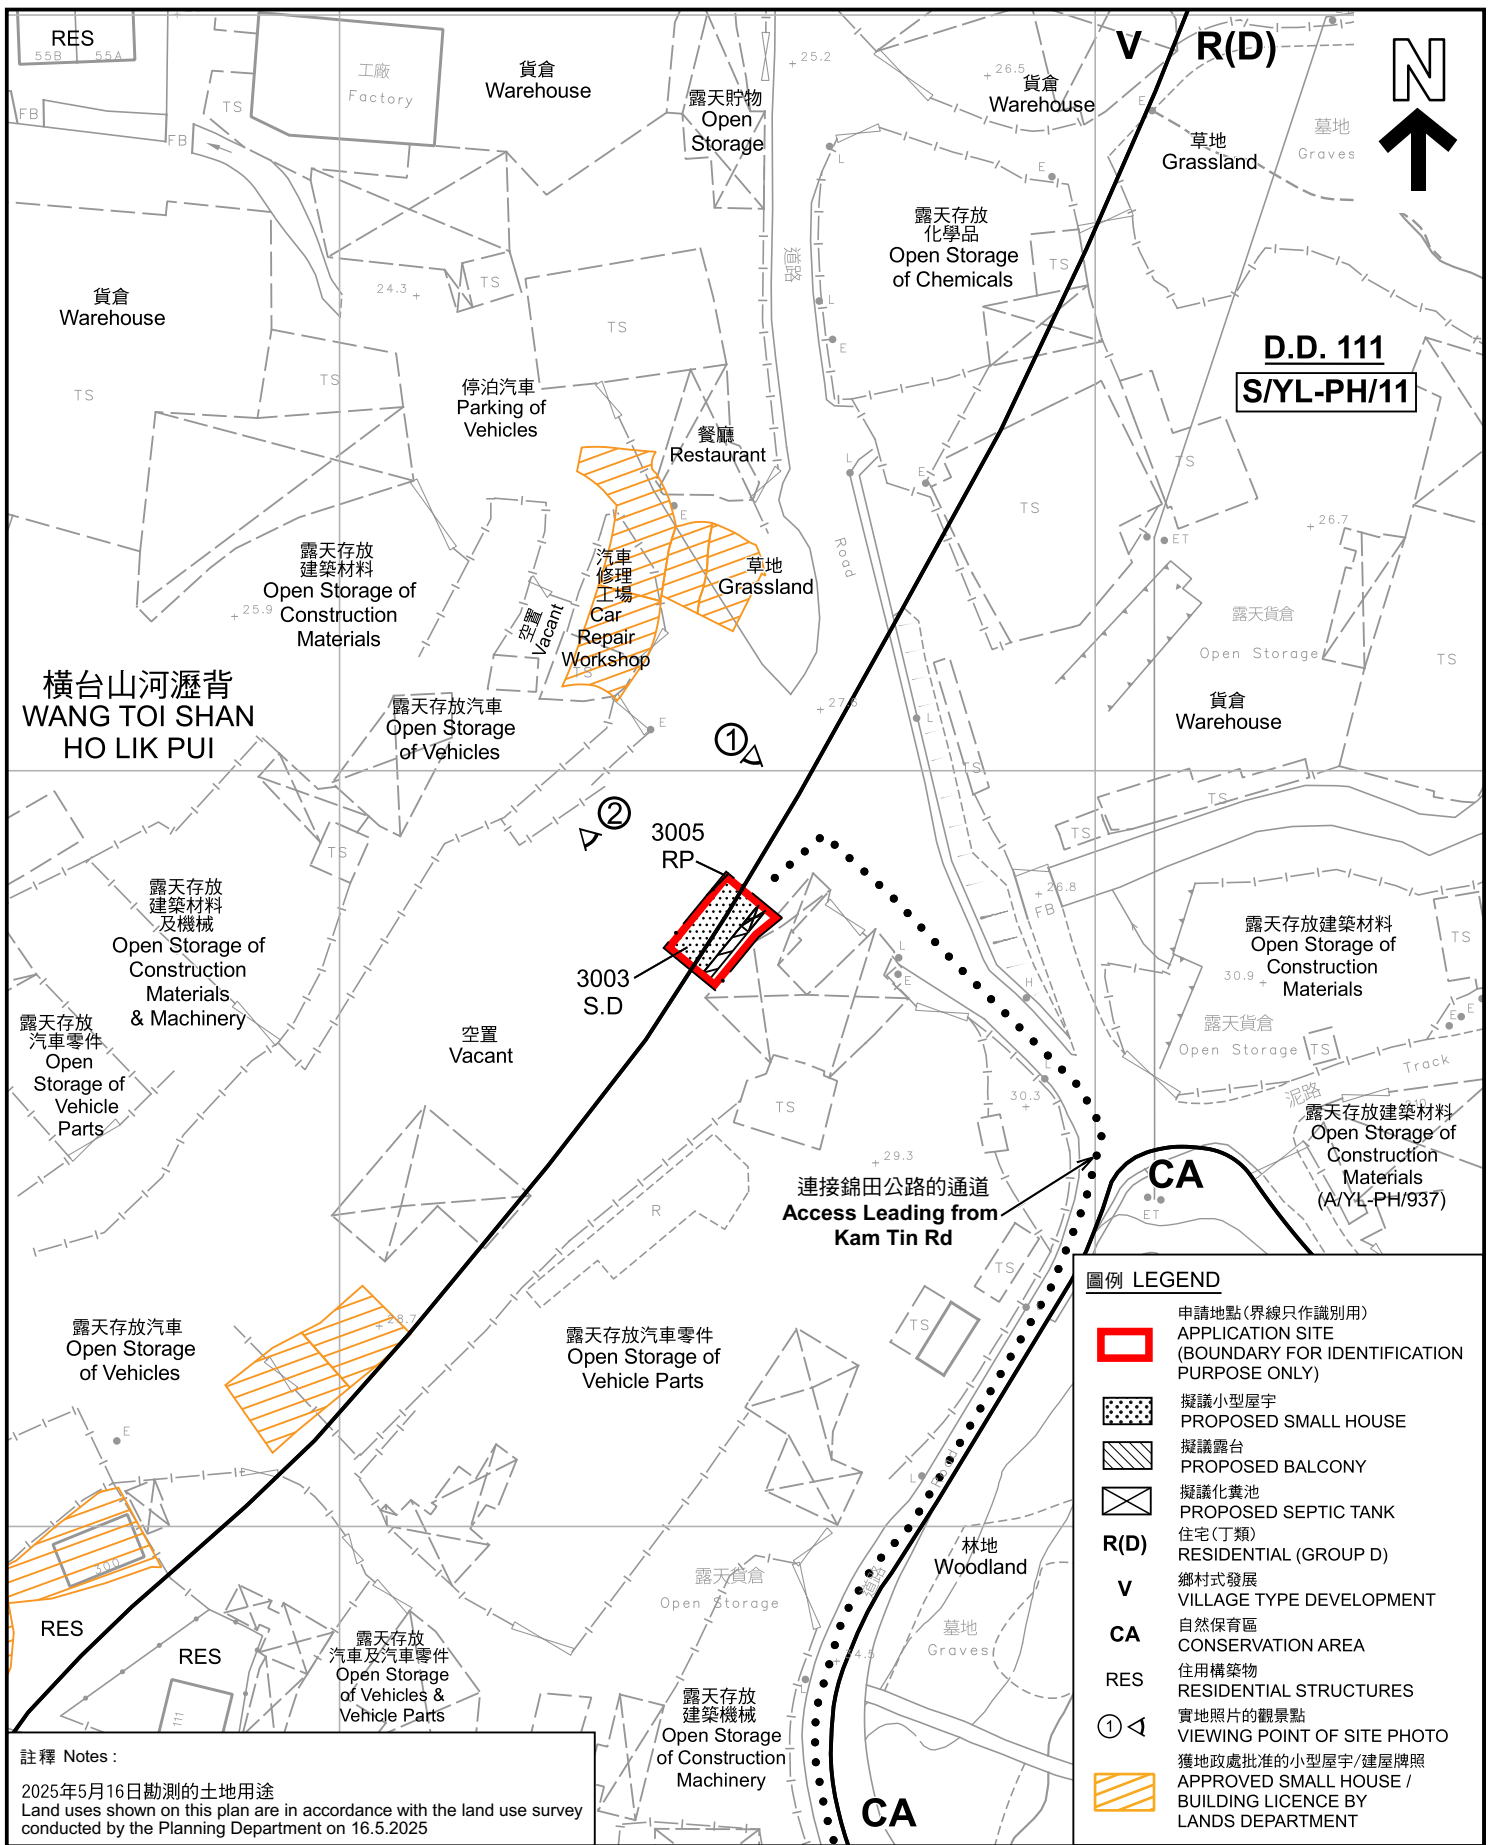 RES
55B 55A
FB
FB
TS
工廠
Factory
貨倉
Warehouse
露天貯物
Open
Storage
25.2
26.5
貨倉
Warehouse
V
R(D)
N
E
草地
Grassland
墓地
Graves
L
E
露天存放
化學品
Open Storage
of Chemicals
TS
道路
貨倉
Warehouse
24.3
TS
TS
TS
TS
L
E
D.D. 111
S/YL-PH/11
停泊汽車
Parking of
Vehicles
餐廳
Restaurant
L
E
E
TS
TS
ET
26.7
Road
露天存放
建築材料
Open Storage of
Construction
Materials
25.9
汽車
修理
工場
Car
Repair
Workshop
TS
草地
Grassland
空置
Vacant
露天貨倉
Open Storage
TS
橫台山河瀝背
WANG TOI SHAN
HO LIK PUI
露天存放汽車
Open Storage
of Vehicles
E
27.6
L
貨倉
Warehouse
1
2
TS
TS
TS
TS
3005
RP
3003
S.D
露天存放
建築材料
及機械
Open Storage of
Construction
Materials
& Machinery
26.8
FB
露天存放建築材料
Open Storage of
Construction
Materials
TS
30.9
L
E
H
露天貨倉
Open Storage
TS
E
E
露天存放
汽車零件
Open
Storage of
Vehicle
Parts
空置
Vacant
L
30.3
Track
泥路
TS
露天存放建築材料
Open Storage of
Construction
Materials
(A/YL-PH/937)
29.3
CA
ET
連接錦田公路的通道
Access Leading from
Kam Tin Rd
R
TS
TS
28.7
露天存放汽車
Open Storage
of Vehicles
露天存放汽車零件
Open Storage of
Vehicle Parts
E
L
Road
道路
林地
Woodland
露天貨倉
Open Storage
墓地
Graves
34.5
L
300
RES
RES
111
露天存放
汽車及汽車零件
Open Storage
of Vehicles &
Vehicle Parts
露天存放
建築機械
Open Storage
of Construction
Machinery
CA
圖例 LEGEND
申請地點(界線只作識別用)
APPLICATION SITE
(BOUNDARY FOR IDENTIFICATION
PURPOSE ONLY)
擬議小型屋宇
PROPOSED SMALL HOUSE
擬議露台
PROPOSED BALCONY
擬議化糞池
PROPOSED SEPTIC TANK
R(D)
住宅(丁類)
RESIDENTIAL (GROUP D)
V
鄉村式發展
VILLAGE TYPE DEVELOPMENT
CA
自然保育區
CONSERVATION AREA
RES
住用構築物
RESIDENTIAL STRUCTURES
1
實地照片的觀景點
VIEWING POINT OF SITE PHOTO
獲地政處批准的小型屋宇/建屋牌照
APPROVED SMALL HOUSE /
BUILDING LICENCE BY
LANDS DEPARTMENT
註釋 Notes :
2025年5月16日勘測的土地用途
Land uses shown on this plan are in accordance with the land use survey
conducted by the Planning Department on 16.5.2025